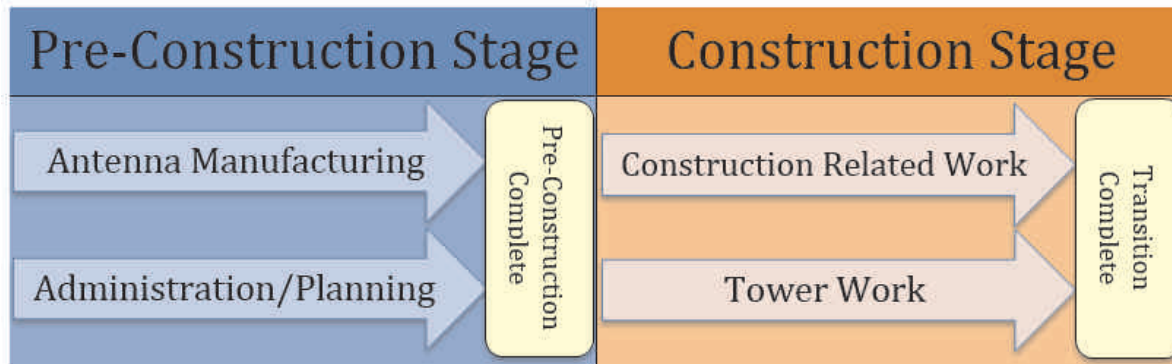 Pre-Construction Stage
Construction Stage
Antenna Manufacturing
Administration/Planning
Pre-Construction
Complete
Construction Related Work
Tower Work
Transition
Complete